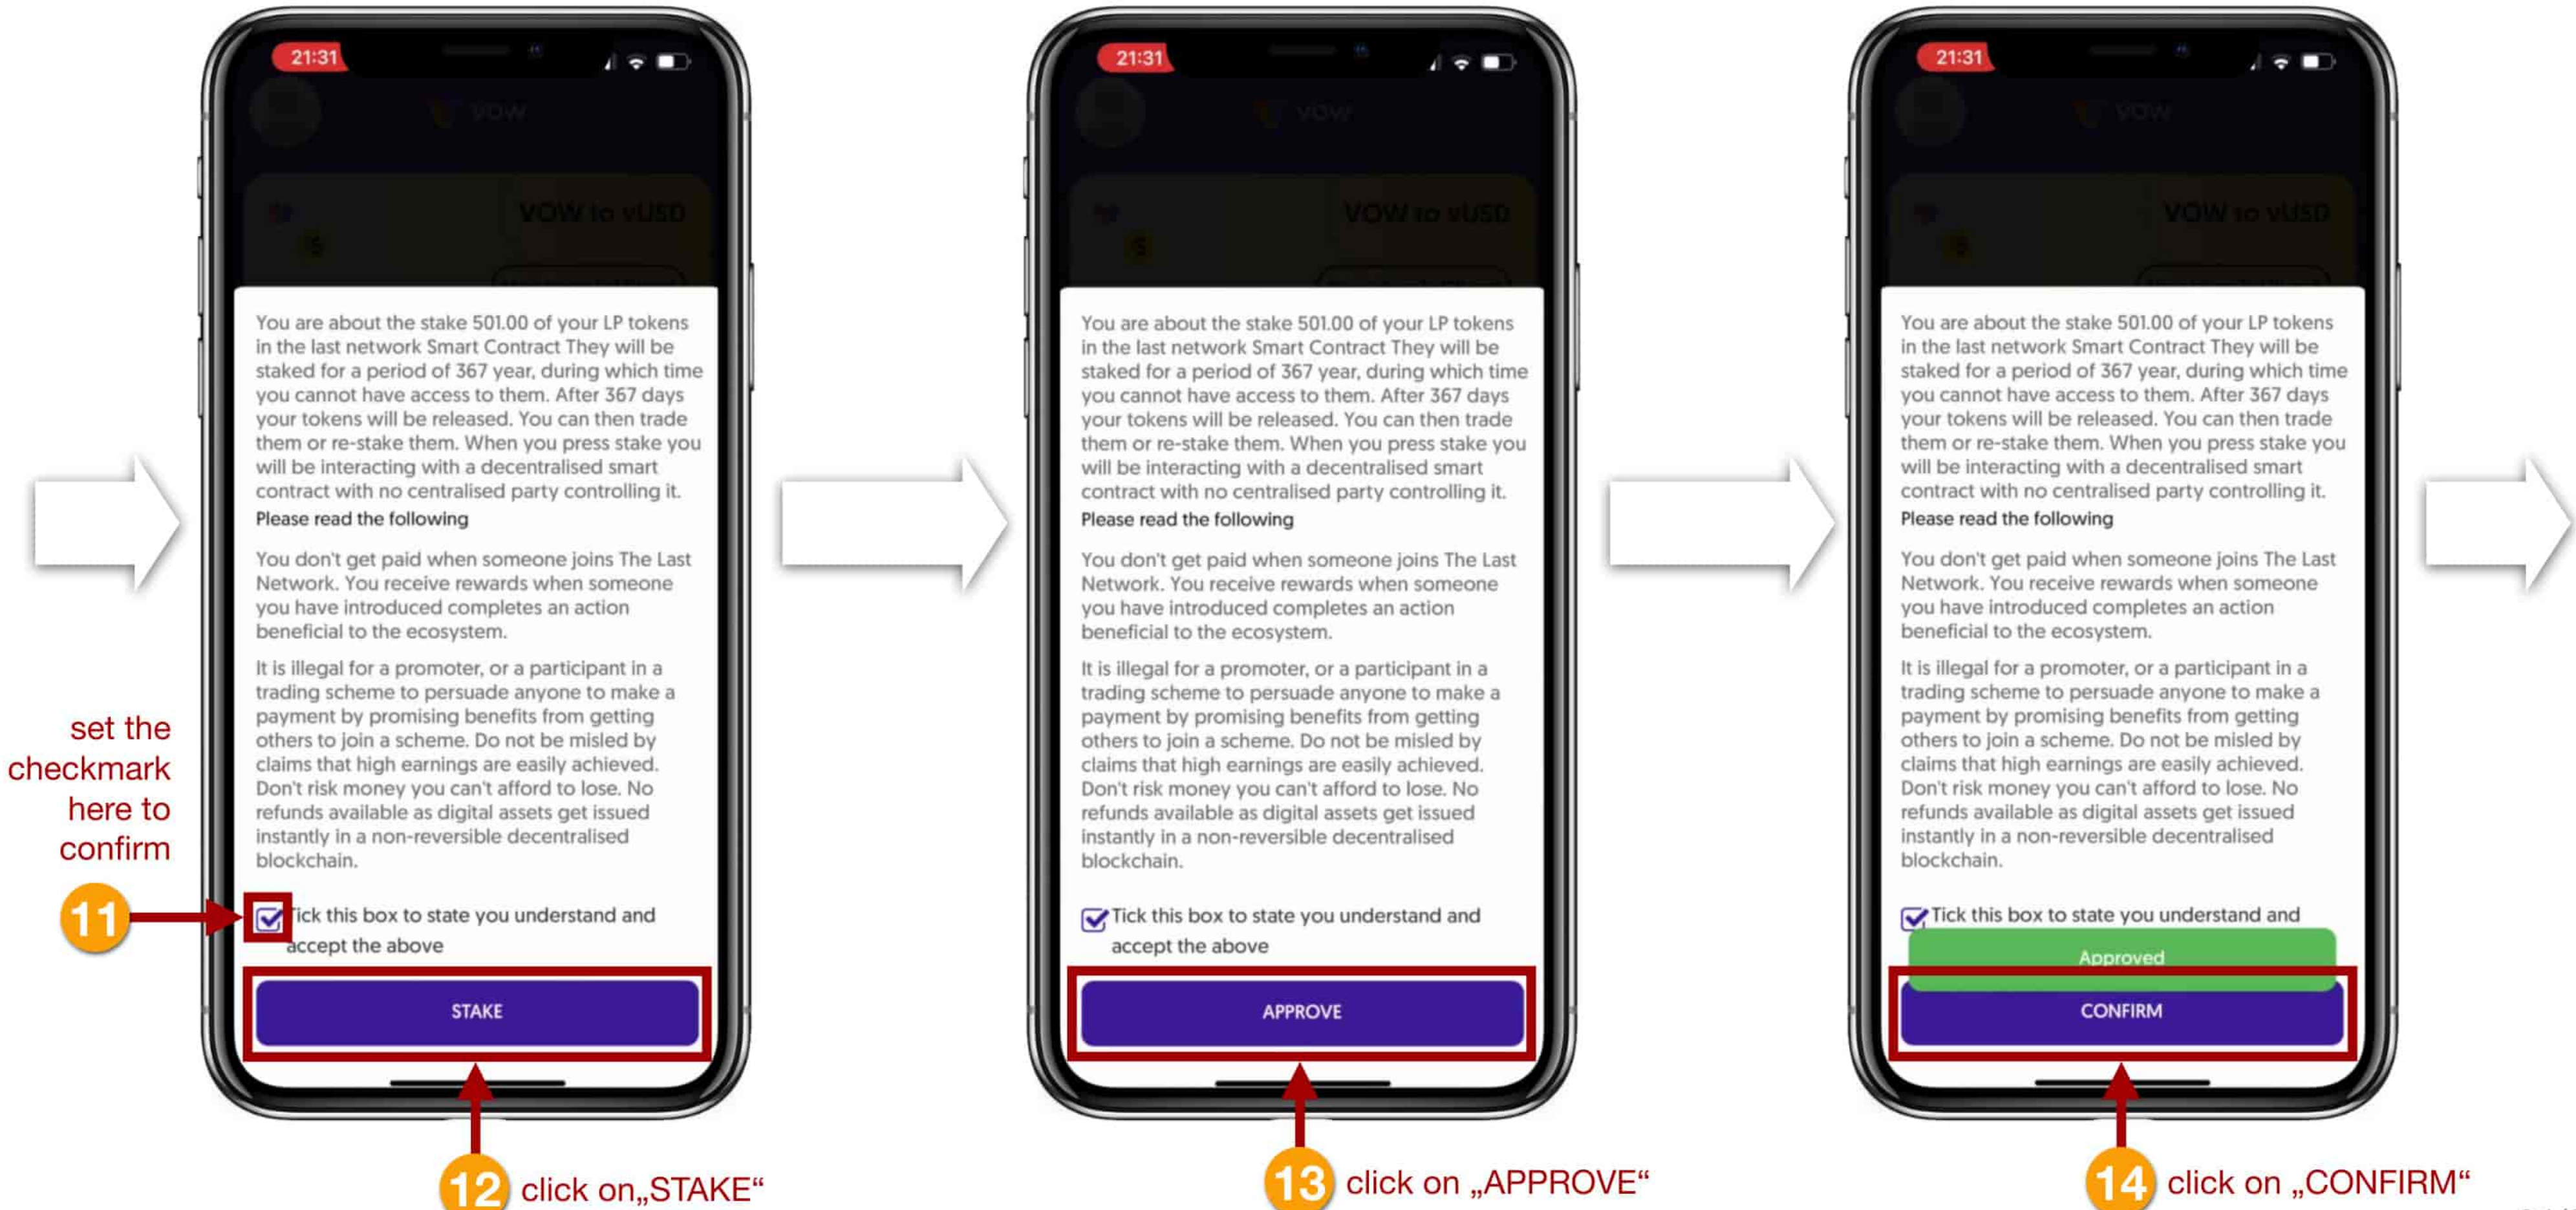 21:31
VOW
VOW to vUSD
You are about the stake 501.00 of your LP tokens
in the last network Smart Contract They will be
staked for a period of 367 year, during which time
you cannot have access to them. After 367 days
your tokens will be released. You can then trade
them or re-stake them. When you press stake you
will be interacting with a decentralised smart
contract with no centralised party controlling it.
Please read the following
You don't get paid when someone joins The Last
Network. You receive rewards when someone
you have introduced completes an action
beneficial to the ecosystem.
It is illegal for a promoter, or a participant in a
trading scheme to persuade anyone to make a
payment by promising benefits from getting
others to join a scheme. Do not be misled by
claims that high earnings are easily achieved.
Don't risk money you can't afford to lose. No
refunds available as digital assets get issued
instantly in a non-reversible decentralised
blockchain.
set the
checkmark
here to
confirm
11
Tick this box to state you understand and
accept the above
STAKE
12 click on„STAKE“
21:31
VOW
VOW to vUSD
You are about the stake 501.00 of your LP tokens
in the last network Smart Contract They will be
staked for a period of 367 year, during which time
you cannot have access to them. After 367 days
your tokens will be released. You can then trade
them or re-stake them. When you press stake you
will be interacting with a decentralised smart
contract with no centralised party controlling it.
Please read the following
You don't get paid when someone joins The Last
Network. You receive rewards when someone
you have introduced completes an action
beneficial to the ecosystem.
It is illegal for a promoter, or a participant in a
trading scheme to persuade anyone to make a
payment by promising benefits from getting
others to join a scheme. Do not be misled by
claims that high earnings are easily achieved.
Don't risk money you can't afford to lose. No
refunds available as digital assets get issued
instantly in a non-reversible decentralised
blockchain.
Tick this box to state you understand and
accept the above
APPROVE
13 click on „APPROVE“
21:31
VOW
VOW to vUSD
You are about the stake 501.00 of your LP tokens
in the last network Smart Contract They will be
staked for a period of 367 year, during which time
you cannot have access to them. After 367 days
your tokens will be released. You can then trade
them or re-stake them. When you press stake you
will be interacting with a decentralised smart
contract with no centralised party controlling it.
Please read the following
You don't get paid when someone joins The Last
Network. You receive rewards when someone
you have introduced completes an action
beneficial to the ecosystem.
It is illegal for a promoter, or a participant in a
trading scheme to persuade anyone to make a
payment by promising benefits from getting
others to join a scheme. Do not be misled by
claims that high earnings are easily achieved.
Don't risk money you can't afford to lose. No
refunds available as digital assets get issued
instantly in a non-reversible decentralised
blockchain.
Tick this box to state you understand and
Approved
CONFIRM
14 click on „CONFIRM“